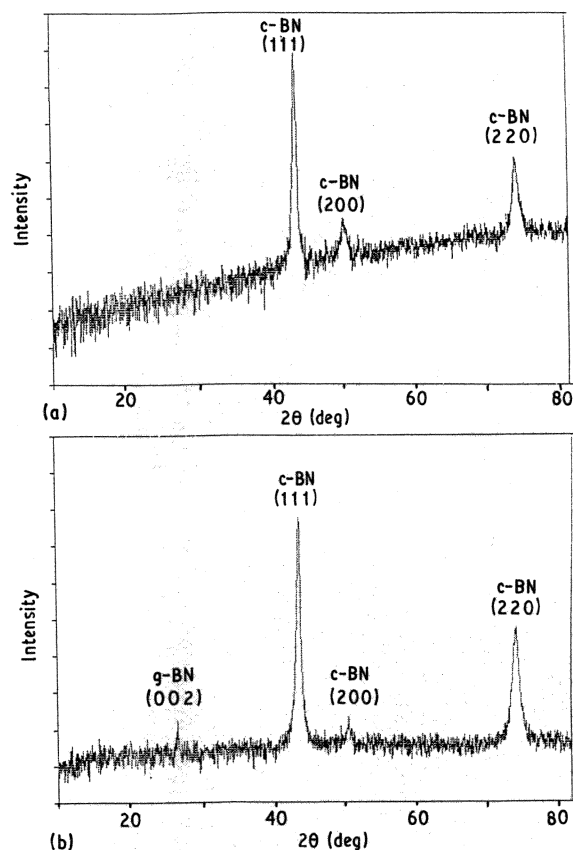 c-BN
(111)
c-BN
(220)
c-BN
(200)
Intensity
20
40
60
80
(a)
2θ (deg)
c-BN
(111)
c-BN
(220)
g-BN
(002)
c-BN
(200)
Intensity
20
40
60
80
(b)
2θ (deg)